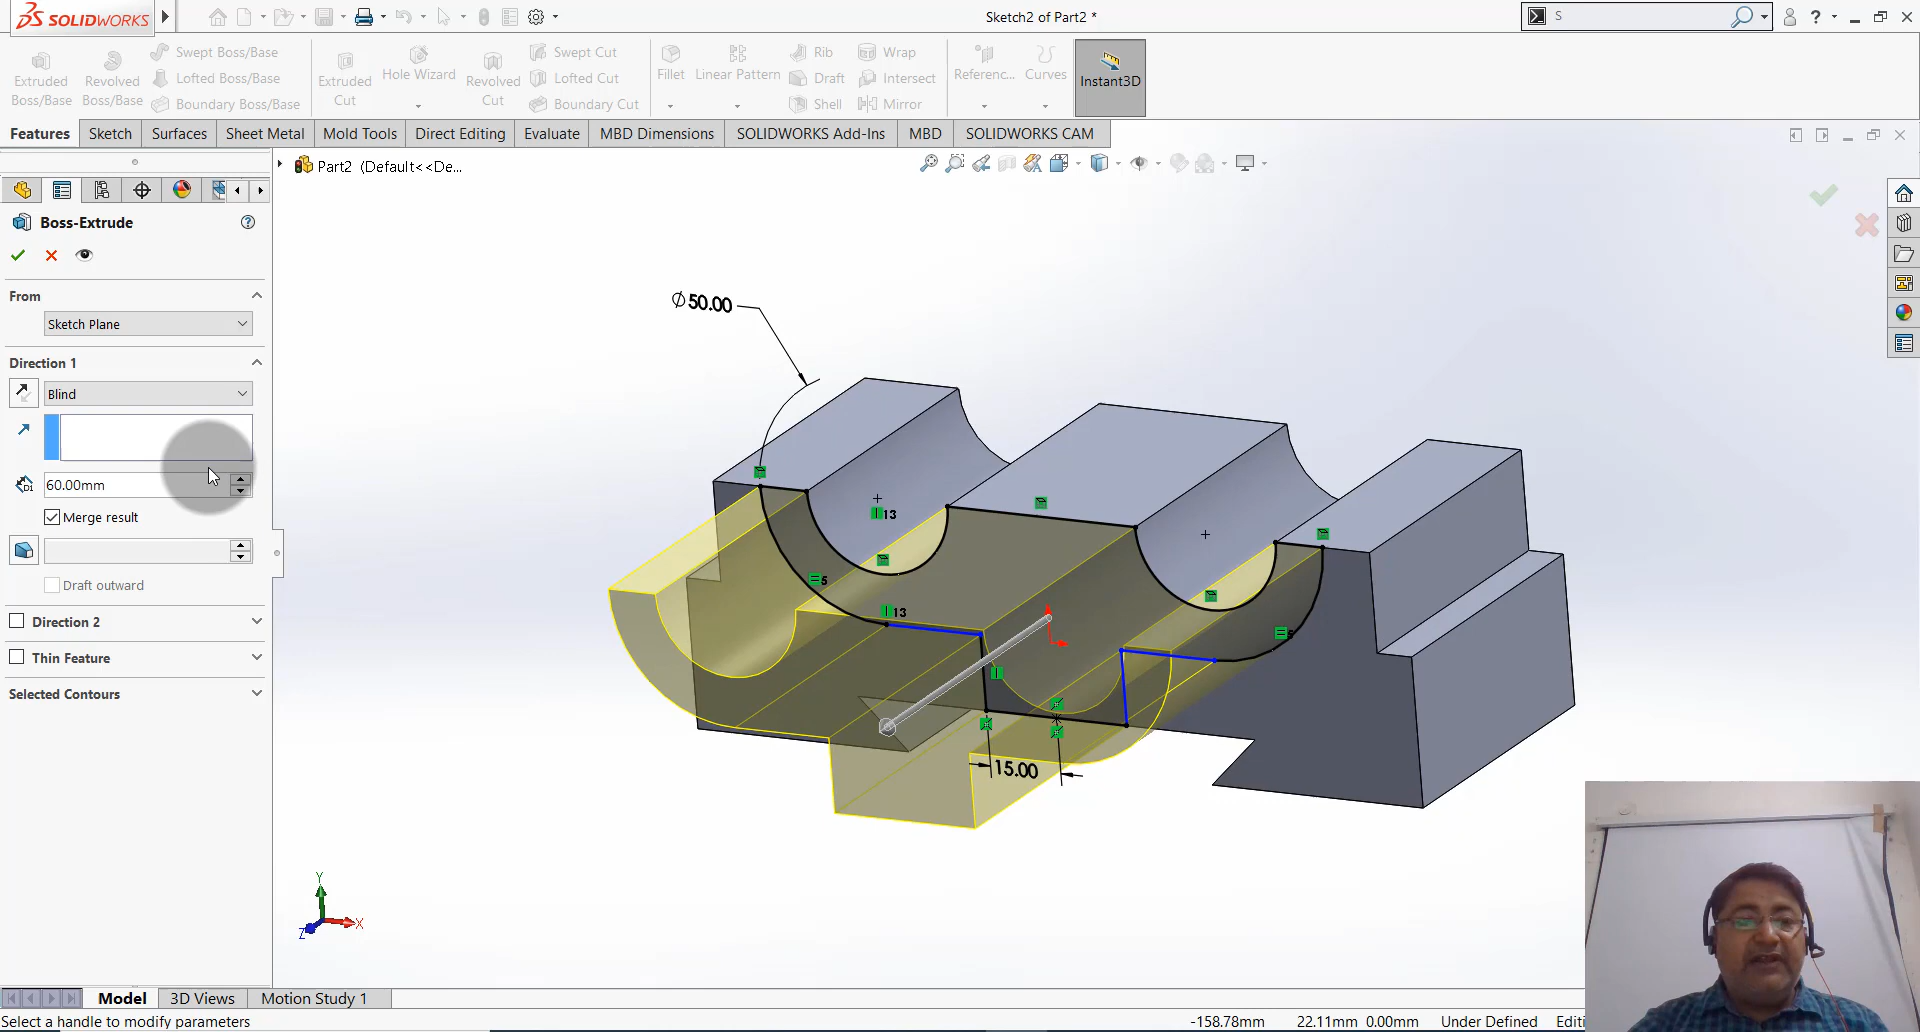 SOLIDWORKS
Sketch2 of Part2 *
S
Extruded Boss/Base
Revolved Boss/Base
Swept Boss/Base
Lofted Boss/Base
Boundary Boss/Base
Extruded Cut
Hole Wizard
Revolved Cut
Swept Cut
Lofted Cut
Boundary Cut
Fillet
Linear Pattern
Rib
Draft
Shell
Wrap
Intersect
Mirror
Referenc...
Curves
Instant3D
Features
Sketch
Surfaces
Sheet Metal
Mold Tools
Direct Editing
Evaluate
MBD Dimensions
SOLIDWORKS Add-Ins
MBD
SOLIDWORKS CAM
Part2 (Default<<De...
Boss-Extrude
From
Sketch Plane
Direction 1
Blind
D1
60.00mm
Merge result
Draft outward
Direction 2
Thin Feature
Selected Contours
Ø50.00
13
5
13
5
15.00
Y
X
Z
Model
3D Views
Motion Study 1
Select a handle to modify parameters
-158.78mm
22.11mm
0.00mm
Under Defined
Editi